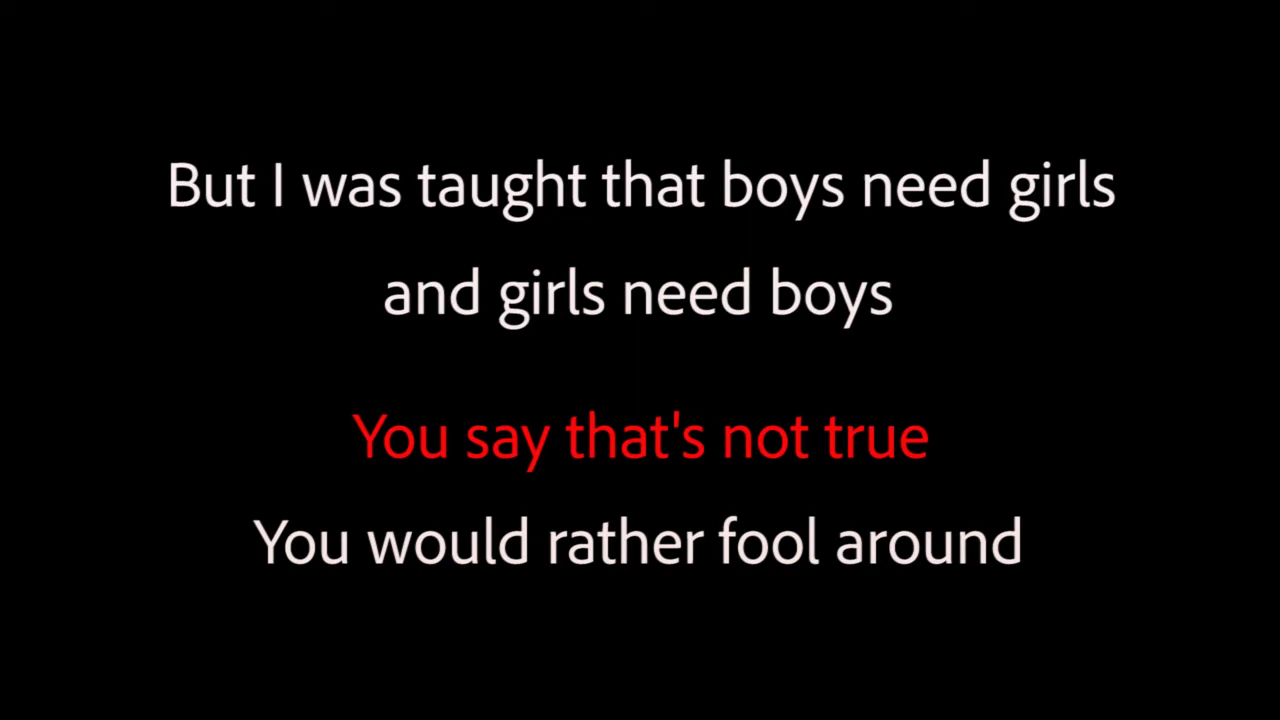 But I was taught that boys need girls
and girls need boys
You say that's not true
You would rather fool around